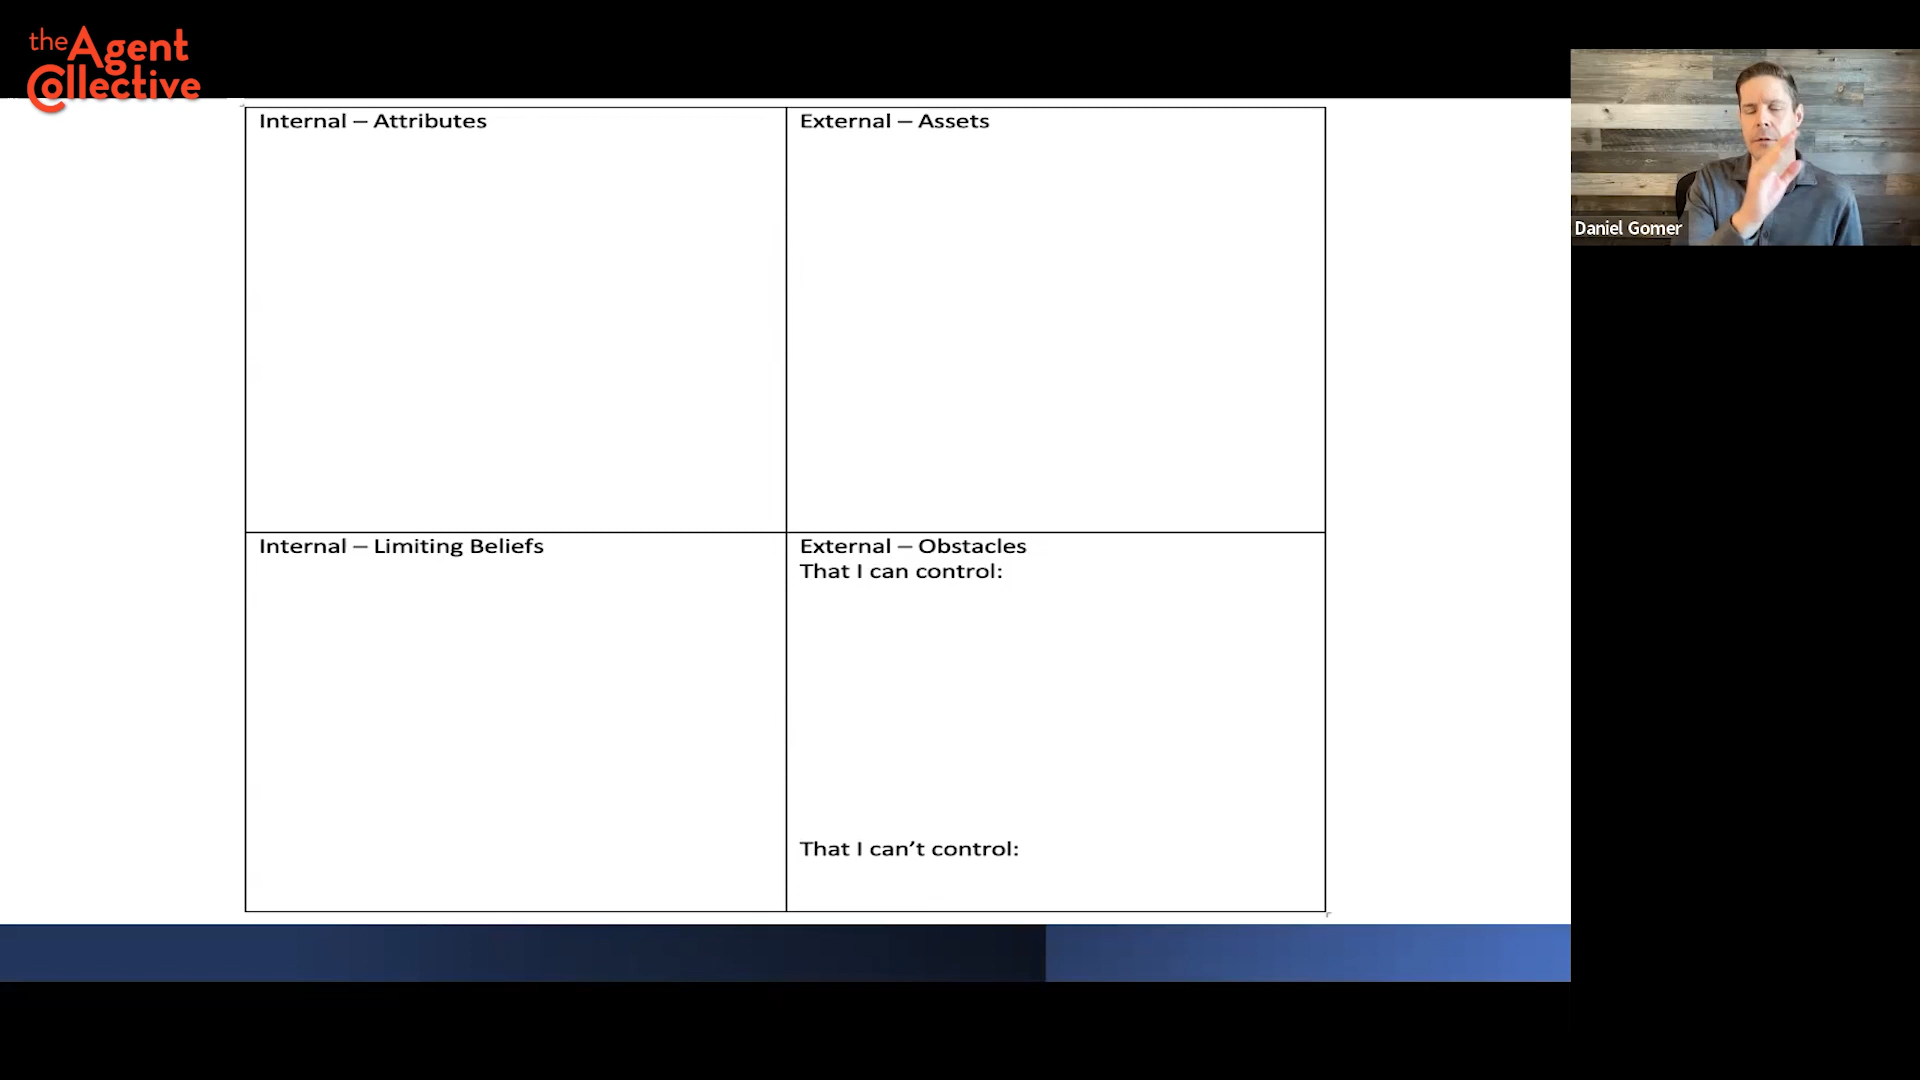 the Agent
Collective
Internal – Attributes
External – Assets
Internal – Limiting Beliefs
External – Obstacles
That I can control:
That I can’t control:
Daniel Gomer